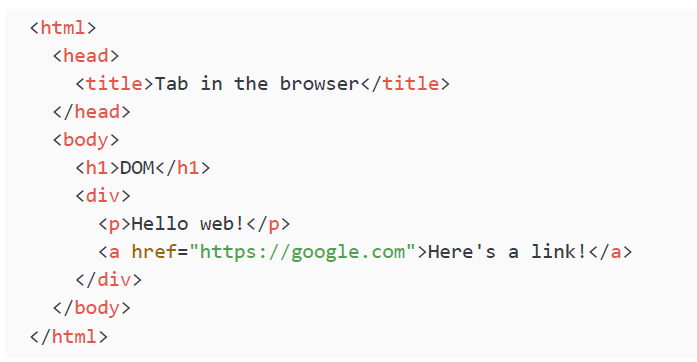 <html>
  <head>
    <title>Tab in the browser</title>
  </head>
  <body>
    <h1>DOM</h1>
    <div>
      <p>Hello web!</p>
      <a href="https://google.com">Here's a link!</a>
    </div>
  </body>
</html>